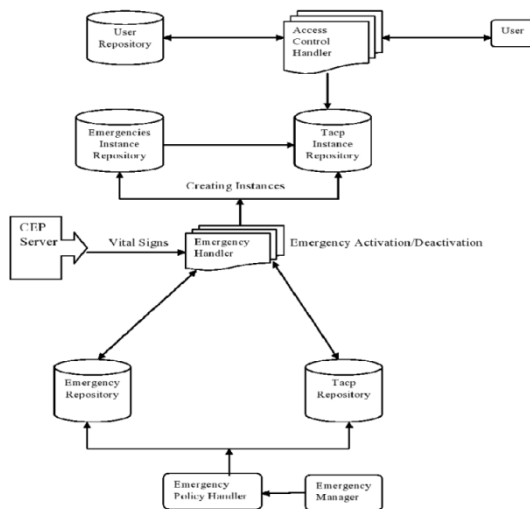 User
Repository
Access
Control
Handler
User
Emergencies
Instance
Repository
Tacp
Instance
Repository
Creating Instances
CEP
Server
Vital Signs
Emergency
Handler
Emergency Activation/Deactivation
Emergency
Repository
Tacp
Repository
Emergency
Policy Handler
Emergency
Manager